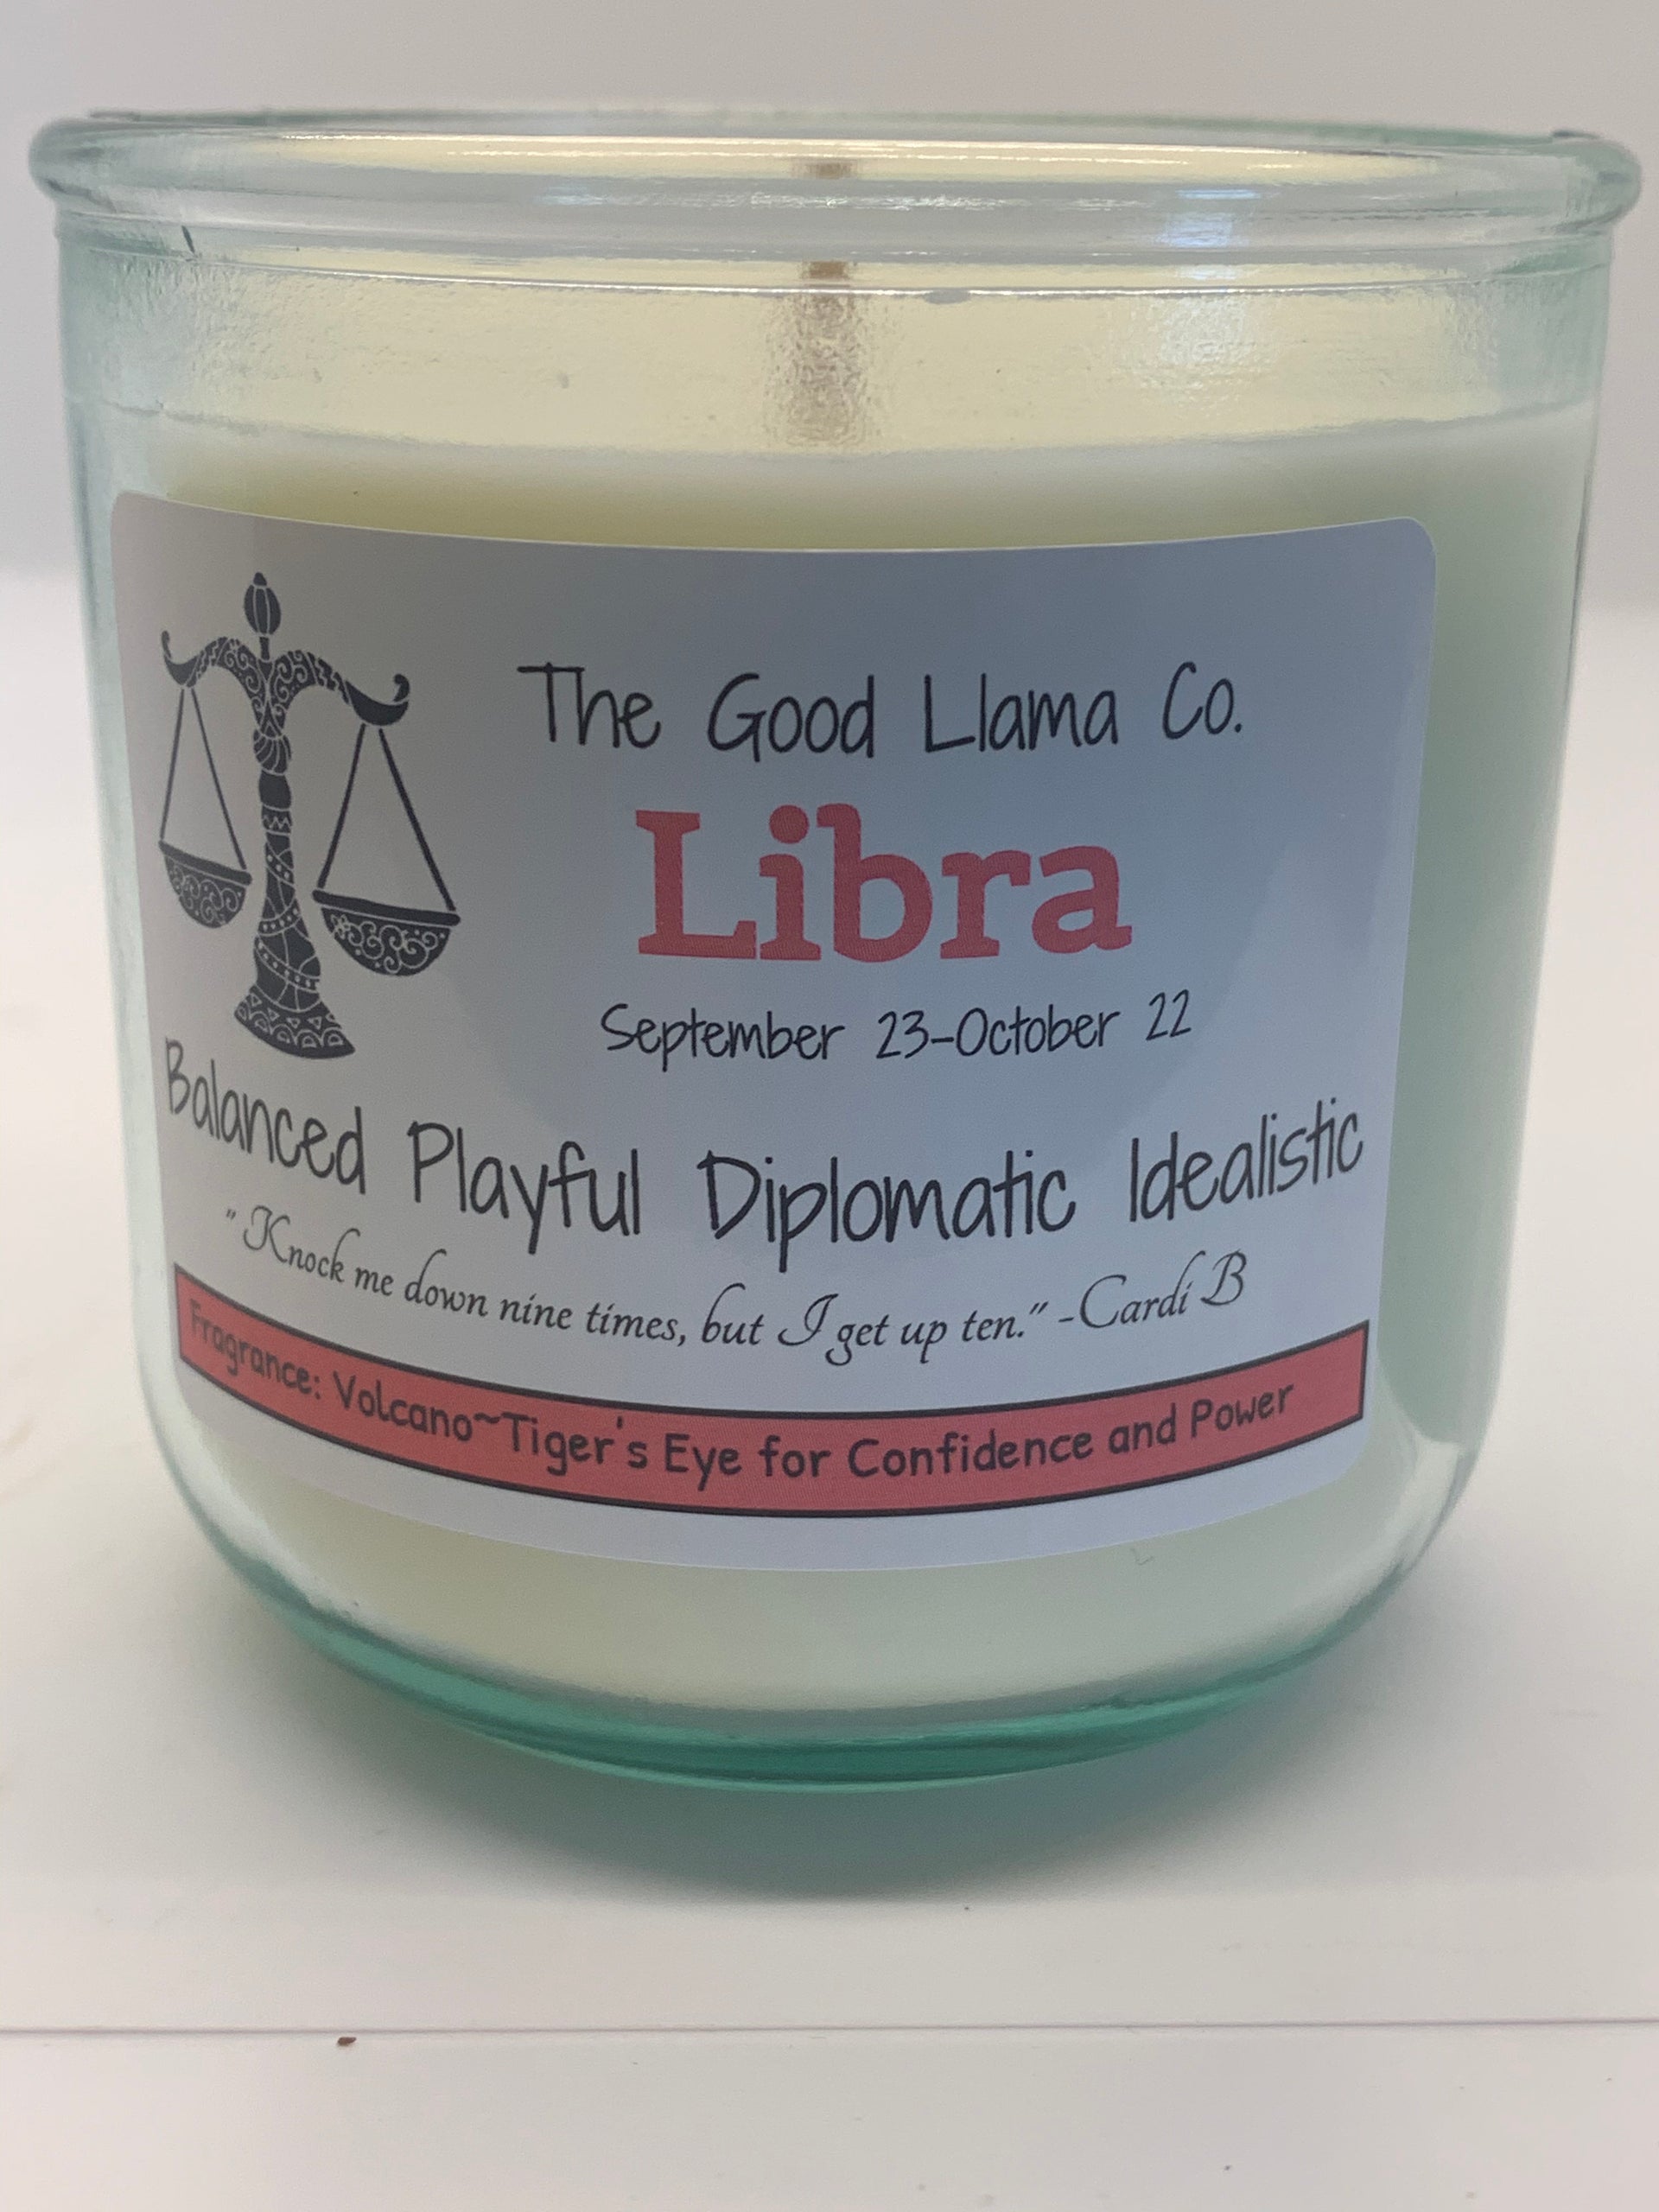 The Good Llama Co.
Libra
September 23-October 22
Balanced Playful Diplomatic Idealistic
"Knock me down nine times, but I get up ten." -Cardi B
Fragrance: Volcano~Tiger's Eye for Confidence and Power